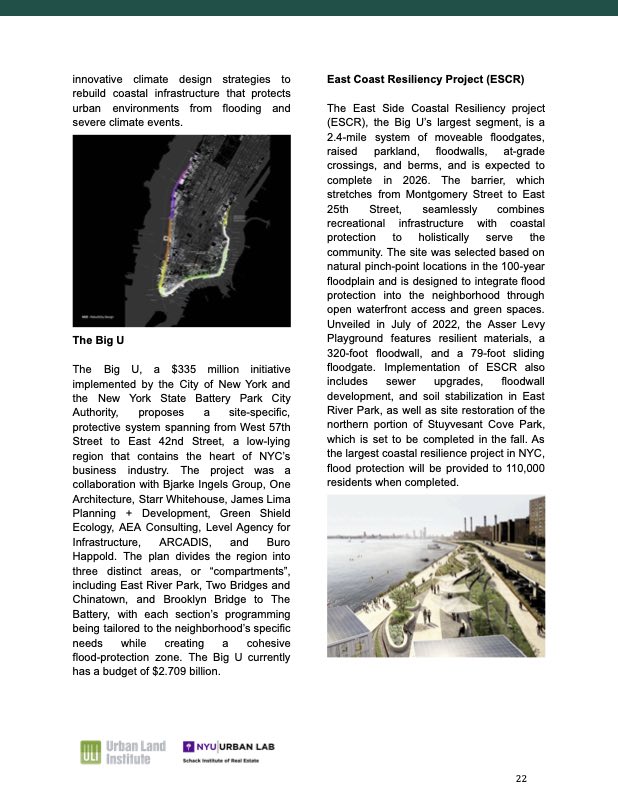 innovative climate design strategies to
rebuild coastal infrastructure that protects
urban environments from flooding and
severe climate events.
The Big U
The Big U, a $335 million initiative
implemented by the City of New York and
the New York State Battery Park City
Authority, proposes a site-specific,
protective system spanning from West 57th
Street to East 42nd Street, a low-lying
region that contains the heart of NYC’s
business industry. The project was a
collaboration with Bjarke Ingels Group, One
Architecture, Starr Whitehouse, James Lima
Planning + Development, Green Shield
Ecology, AEA Consulting, Level Agency for
Infrastructure, ARCADIS, and Buro
Happold. The plan divides the region into
three distinct areas, or “compartments”,
including East River Park, Two Bridges and
Chinatown, and Brooklyn Bridge to The
Battery, with each section’s programming
being tailored to the neighborhood’s specific
needs while creating a cohesive
flood-protection zone. The Big U currently
has a budget of $2.709 billion.
East Coast Resiliency Project (ESCR)
The East Side Coastal Resiliency project
(ESCR), the Big U’s largest segment, is a
2.4-mile system of moveable floodgates,
raised parkland, floodwalls, at-grade
crossings, and berms, and is expected to
complete in 2026. The barrier, which
stretches from Montgomery Street to East
25th Street, seamlessly combines
recreational infrastructure with coastal
protection to holistically serve the
community. The site was selected based on
natural pinch-point locations in the 100-year
floodplain and is designed to integrate flood
protection into the neighborhood through
open waterfront access and green spaces.
Unveiled in July of 2022, the Asser Levy
Playground features resilient materials, a
320-foot floodwall, and a 79-foot sliding
floodgate. Implementation of ESCR also
includes sewer upgrades, floodwall
development, and soil stabilization in East
River Park, as well as site restoration of the
northern portion of Stuyvesant Cove Park,
which is set to be completed in the fall. As
the largest coastal resilience project in NYC,
flood protection will be provided to 110,000
residents when completed.
ULI Urban Land
Institute
NYU URBAN LAB
Schack Institute of Real Estate
22